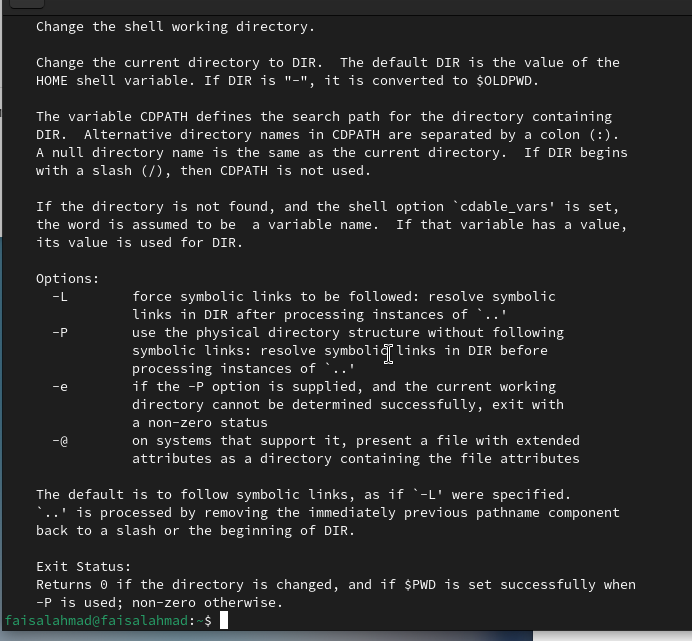 Change the shell working directory.
Change the current directory to DIR.  The default DIR is the value of the
HOME shell variable. If DIR is "-", it is converted to $OLDPWD.
The variable CDPATH defines the search path for the directory containing
DIR.  Alternative directory names in CDPATH are separated by a colon (:).
A null directory name is the same as the current directory.  If DIR begins
with a slash (/), then CDPATH is not used.
If the directory is not found, and the shell option `cdable_vars' is set,
the word is assumed to be  a variable name.  If that variable has a value,
its value is used for DIR.
Options:
-L        force symbolic links to be followed: resolve symbolic
links in DIR after processing instances of `..'
-P        use the physical directory structure without following
symbolic links: resolve symbolic links in DIR before
processing instances of `..'
-e        if the -P option is supplied, and the current working
directory cannot be determined successfully, exit with
a non-zero status
-@        on systems that support it, present a file with extended
attributes as a directory containing the file attributes
The default is to follow symbolic links, as if `-L' were specified.
`..' is processed by removing the immediately previous pathname component
back to a slash or the beginning of DIR.
Exit Status:
Returns 0 if the directory is changed, and if $PWD is set successfully when
-P is used; non-zero otherwise.
faisalahmad@faisalahmad:~$